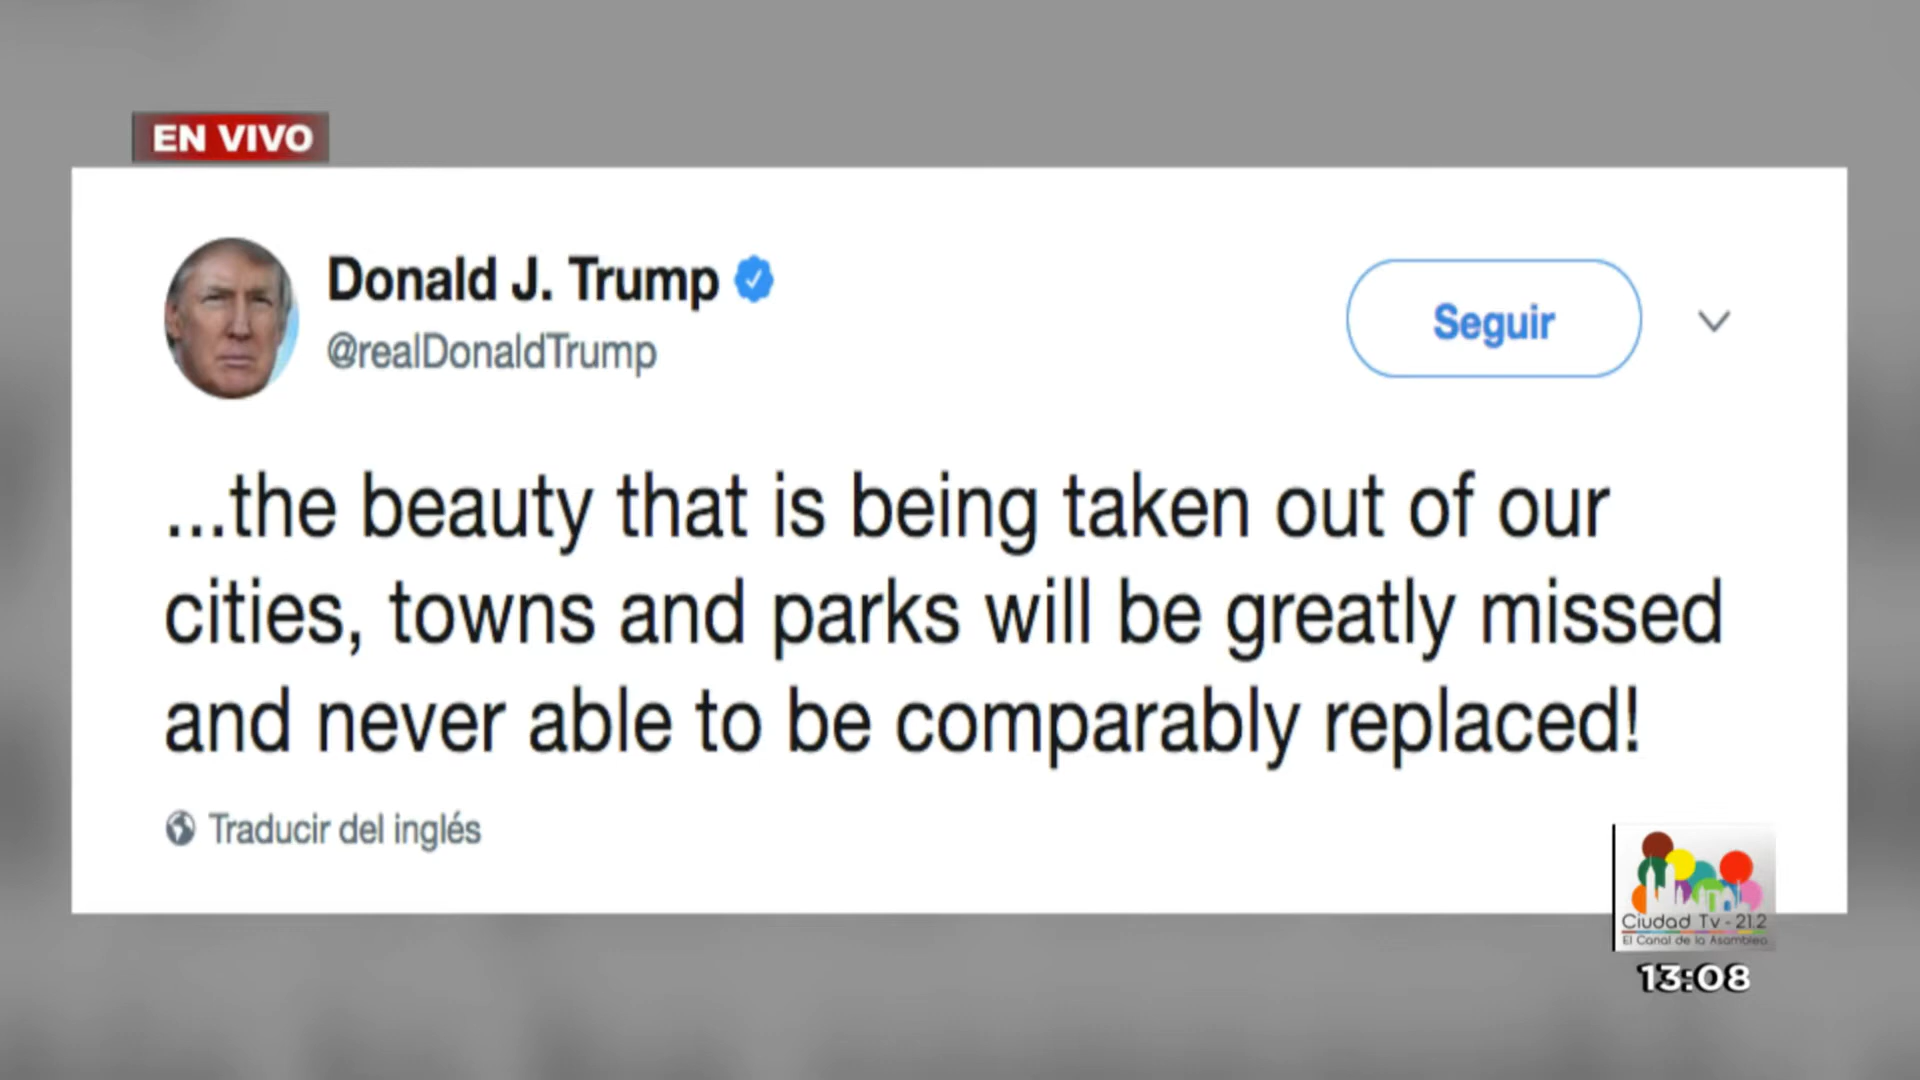 EN VIVO
Donald J. Trump
@realDonaldTrump
Seguir
...the beauty that is being taken out of our
cities, towns and parks will be greatly missed
and never able to be comparably replaced!
Traducir del inglés
Ciudad Tv - 21.2
El Canal de la Asamblea
13:08